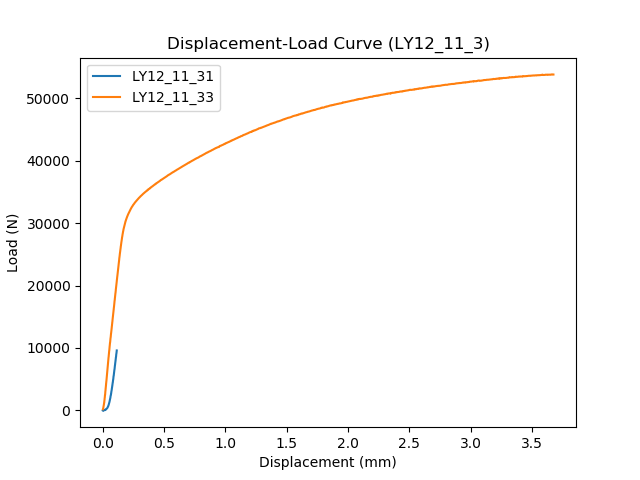 Displacement-Load Curve (LY12_11_3)
LY12_11_31
LY12_11_33
Load (N)
50000
40000
30000
20000
10000
0
0.0 0.5 1.0 1.5 2.0 2.5 3.0 3.5
Displacement (mm)